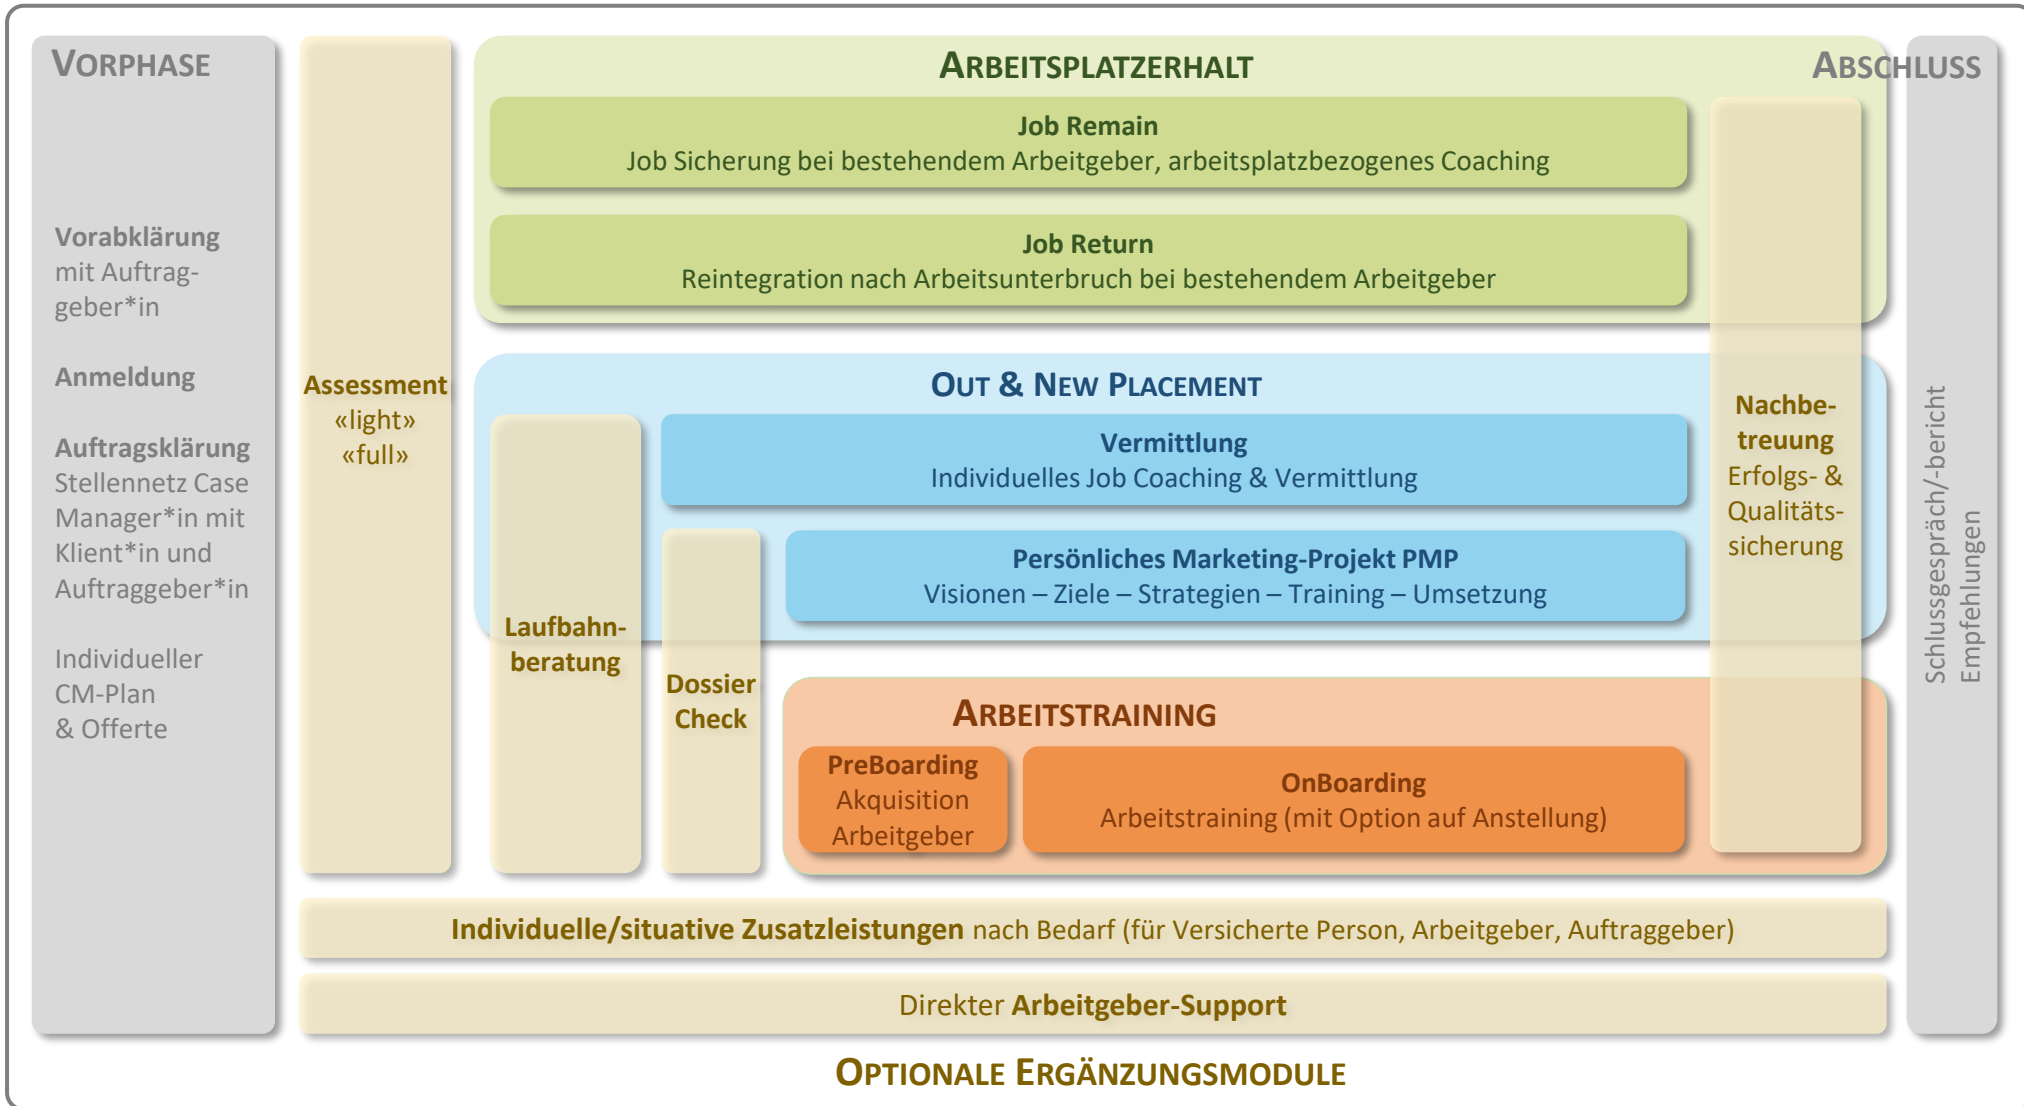 VORPHASE
Vorabklärung
mit Auftrag-
geber*in
Anmeldung
Auftragsklärung
Stellennetz Case
Manager*in mit
Klient*in und
Auftraggeber*in
Individueller
CM-Plan
& Offerte
Assessment
«light»
«full»
ARBEITSPLATZERHALT
Job Remain
Job Sicherung bei bestehendem Arbeitgeber, arbeitsplatzbezogenes Coaching
Job Return
Reintegration nach Arbeitsunterbruch bei bestehendem Arbeitgeber
OUT & NEW PLACEMENT
Vermittlung
Individuelles Job Coaching & Vermittlung
Persönliches Marketing-Projekt PMP
Visionen – Ziele – Strategien – Training – Umsetzung
Laufbahn-
beratung
Dossier
Check
ARBEITSTRAINING
PreBoarding
Akquisition
Arbeitgeber
OnBoarding
Arbeitstraining (mit Option auf Anstellung)
Nachbe-
treuung
Erfolgs- &
Qualitäts-
sicherung
ABSCHLUSS
Schlussgespräch/-bericht
Empfehlungen
Individuelle/situative Zusatzleistungen nach Bedarf (für Versicherte Person, Arbeitgeber, Auftraggeber)
Direkter Arbeitgeber-Support
OPTIONALE ERGÄNZUNGSMODULE